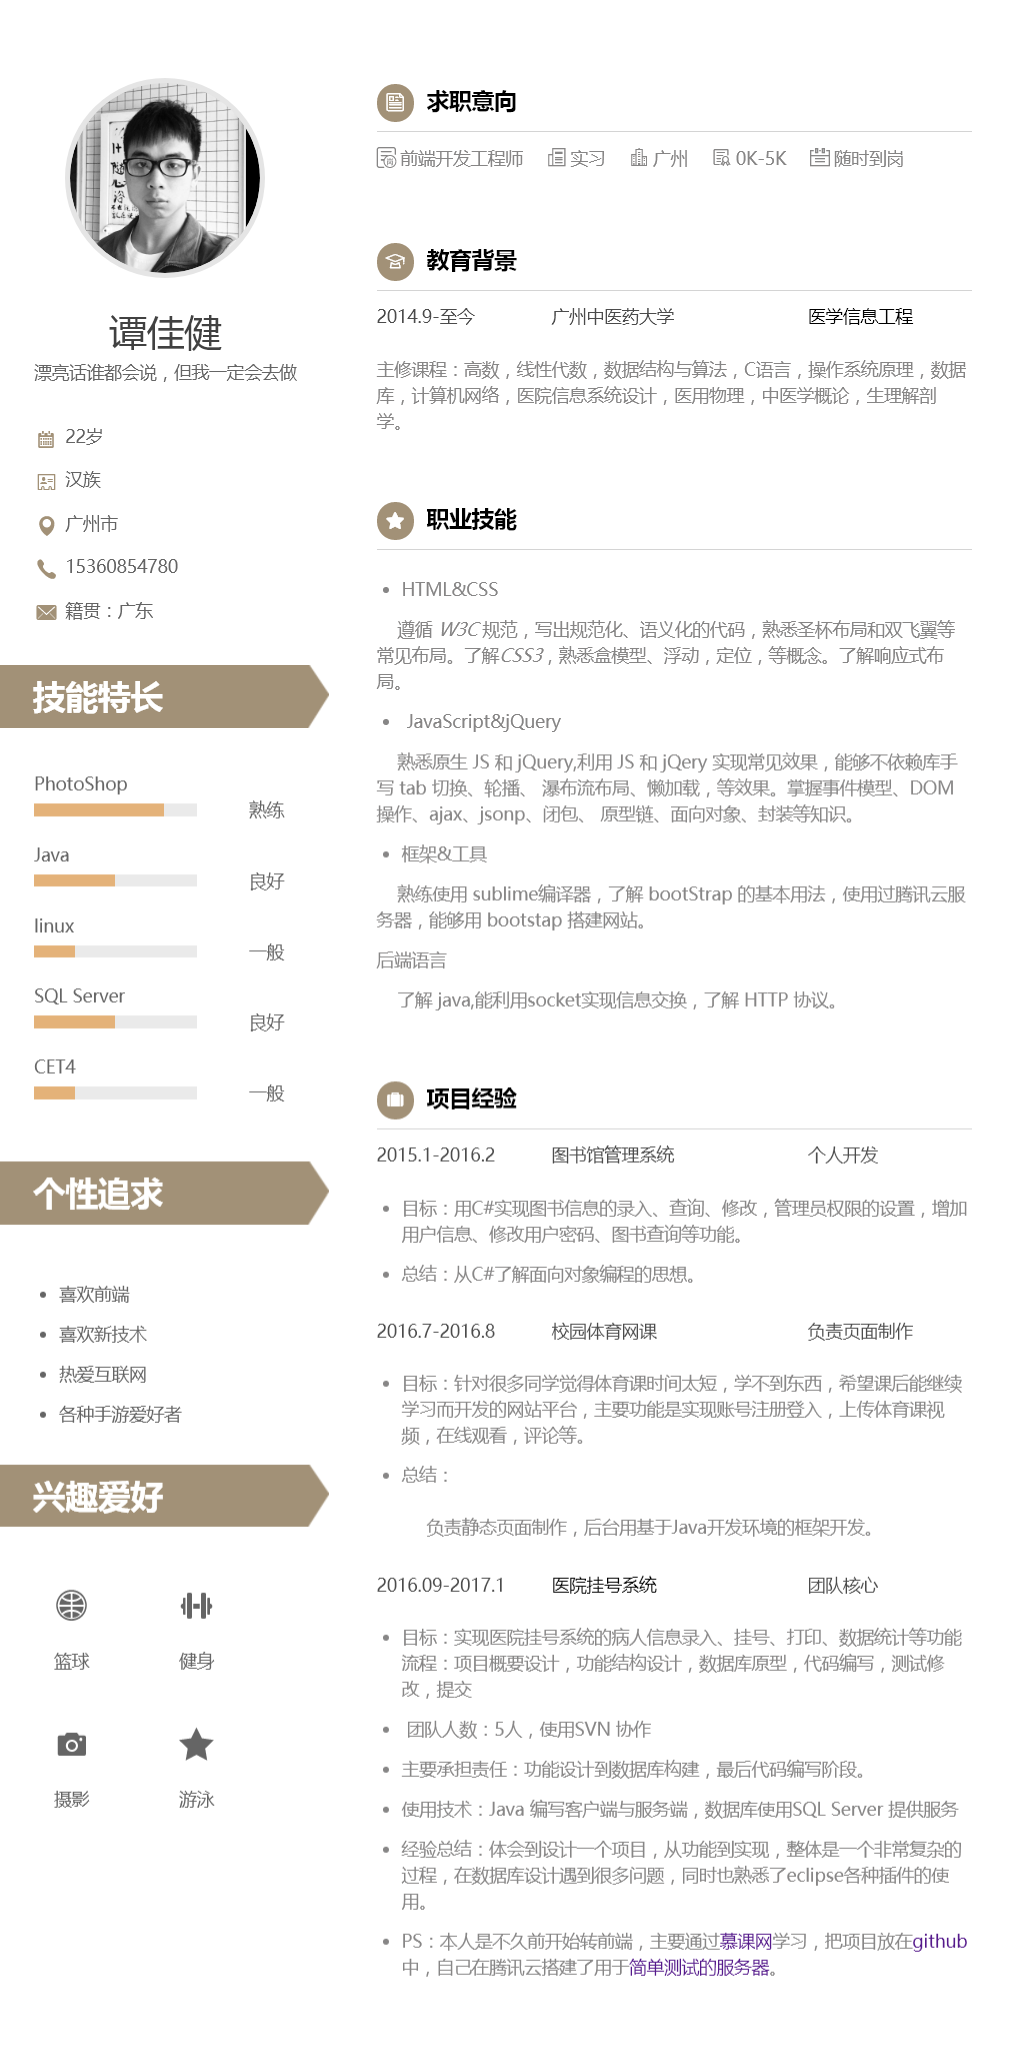 谭佳健
漂亮话谁都会说，但我一定会去做
22岁
汉族
广州市
15360854780
籍贯：广东
技能特长
PhotoShop
熟练
Java
良好
linux
一般
SQL Server
良好
CET4
一般
个性追求
喜欢前端
喜欢新技术
热爱互联网
各种手游爱好者
兴趣爱好
篮球 健身
摄影 游泳
求职意向
前端开发工程师 实习 广州 0K-5K 随时到岗
教育背景
2014.9-至今 广州中医药大学 医学信息工程
主修课程：高数，线性代数，数据结构与算法，C语言，操作系统原理，数据
库，计算机网络，医院信息系统设计，医用物理，中医学概论，生理解剖
学。
职业技能
HTML&CSS
遵循 W3C 规范，写出规范化、语义化的代码，熟悉圣杯布局和双飞翼等
常见布局。了解CSS3，熟悉盒模型、浮动，定位，等概念。了解响应式布
局。
JavaScript&jQuery
熟悉原生 JS 和 jQuery,利用 JS 和 jQery 实现常见效果，能够不依赖库手
写 tab 切换、轮播、 瀑布流布局、懒加载，等效果。掌握事件模型、DOM
操作、ajax、jsonp、闭包、 原型链、面向对象、封装等知识。
框架&工具
熟练使用 sublime编译器，了解 bootStrap 的基本用法，使用过腾讯云服
务器，能够用 bootstap 搭建网站。
后端语言
了解 java,能利用socket实现信息交换，了解 HTTP 协议。
项目经验
2015.1-2016.2 图书馆管理系统 个人开发
目标：用C#实现图书信息的录入、查询、修改，管理员权限的设置，增加
用户信息、修改用户密码、图书查询等功能。
总结：从C#了解面向对象编程的思想。
2016.7-2016.8 校园体育网课 负责页面制作
目标：针对很多同学觉得体育课时间太短，学不到东西，希望课后能继续
学习而开发的网站平台，主要功能是实现账号注册登入，上传体育课视
频，在线观看，评论等。
总结：
负责静态页面制作，后台用基于Java开发环境的框架开发。
2016.09-2017.1 医院挂号系统 团队核心
目标：实现医院挂号系统的病人信息录入、挂号、打印、数据统计等功能
流程：项目概要设计，功能结构设计，数据库原型，代码编写，测试修
改，提交
团队人数：5人，使用SVN 协作
主要承担责任：功能设计到数据库构建，最后代码编写阶段。
使用技术：Java 编写客户端与服务端，数据库使用SQL Server 提供服务
经验总结：体会到设计一个项目，从功能到实现，整体是一个非常复杂的
过程，在数据库设计遇到很多问题，同时也熟悉了eclipse各种插件的使
用。
PS：本人是不久前开始转前端，主要通过慕课网学习，把项目放在github
中，自己在腾讯云搭建了用于简单测试的服务器。